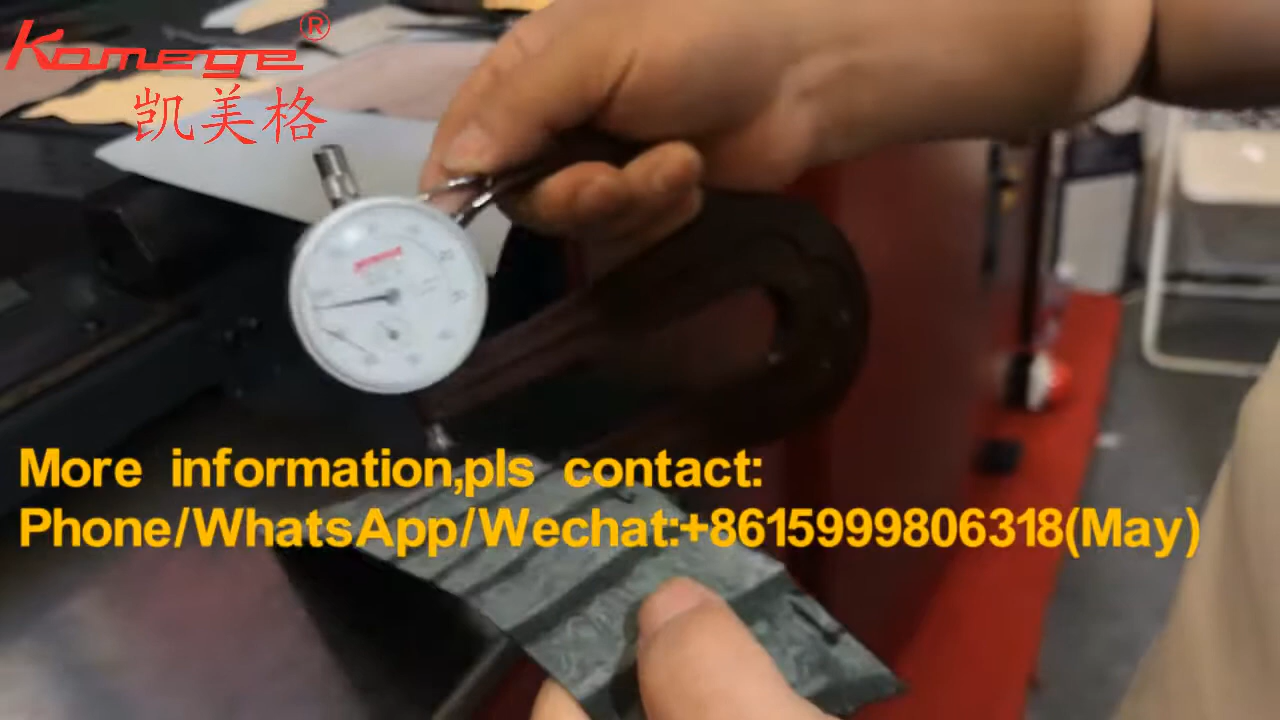 Kamege®
凯美格
More information,pls contact:
Phone/WhatsApp/Wechat:+8615999806318(May)